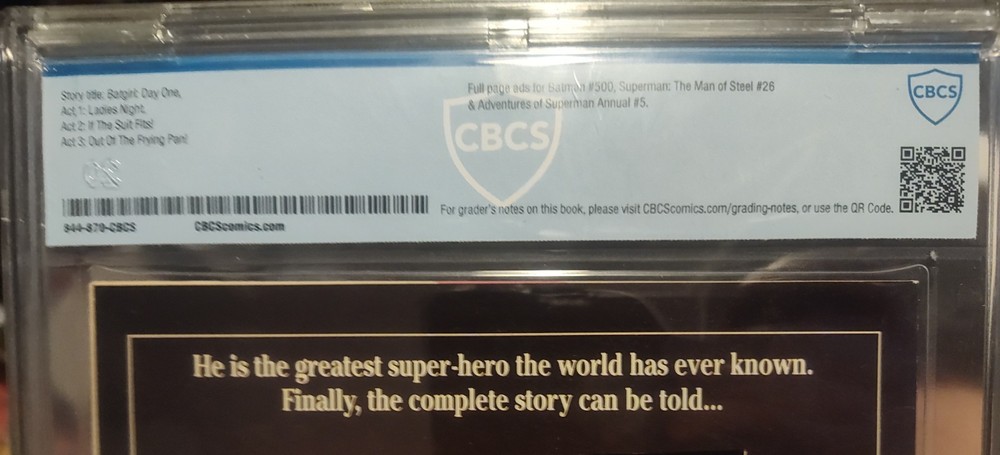 Story title: Batgirl: Day One,
Act 1: Ladies Night,
Act 2: If The Suit Fits!
Act 3: Out Of The Frying Pan!
Full page ads for Batman #500, Superman: The Man of Steel #26
& Adventures of Superman Annual #5.
CBCS
CBCS
For grader's notes on this book, please visit CBCScomics.com/grading-notes, or use the QR Code.
CBCScomics.com
He is the greatest super-hero the world has ever known.
Finally, the complete story can be told...